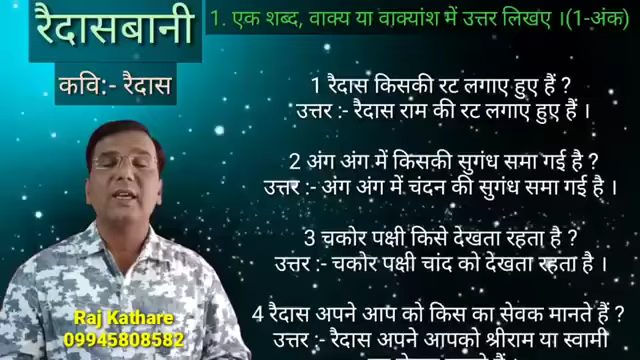 रैदासबानी
कवि:- रैदास
1. एक शब्द, वाक्य या वाक्यांश में उत्तर लिखए ।(1-अंक)
1 रैदास किसकी रट लगाए हुए हैं ?
उत्तर :- रैदास राम की रट लगाए हुए हैं ।
2 अंग अंग में किसकी सुगंध समा गई है ?
उत्तर :- अंग अंग में चंदन की सुगंध समा गई है ।
3 चकोर पक्षी किसे देखता रहता है ?
उत्तर :- चकोर पक्षी चांद को देखता रहता है ।
4 रैदास अपने आप को किस का सेवक मानते हैं ?
उत्तर :- रैदास अपने आपको श्रीराम या स्वामी
Raj Kathare
09945808582